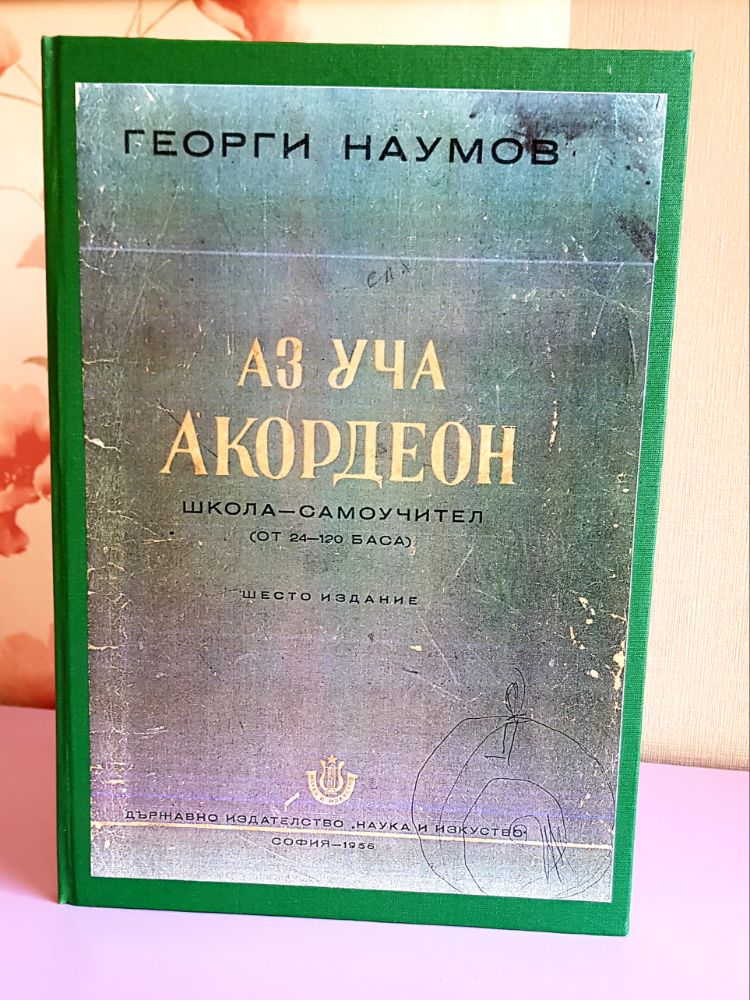 ГЕОРГИ НАУМОВ
АЗ УЧА
АКОРДЕОН
ШКОЛА—САМОУЧИТЕЛ
(ОТ 24—120 БАСА)
ШЕСТО ИЗДАНИЕ
ДЪРЖАВНО ИЗДАТЕЛСТВО „НАУКА И ИЗКУСТВО“
СОФИЯ—1956